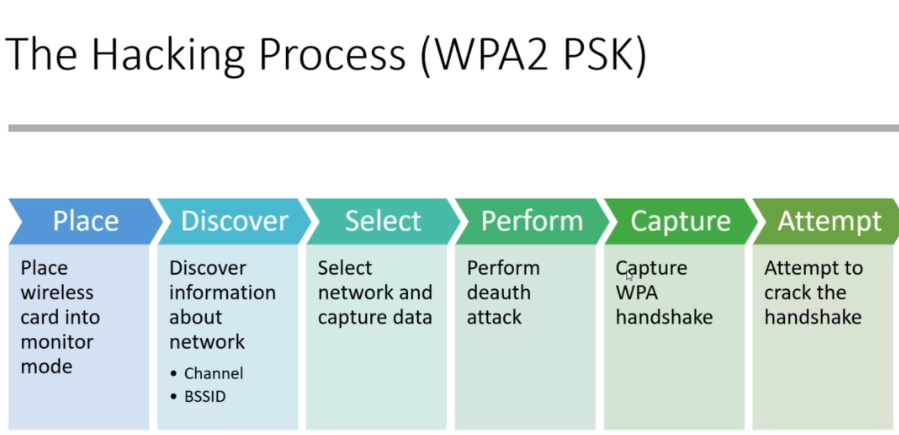 The Hacking Process (WPA2 PSK)
Place
Discover
Select
Perform
Capture
Attempt
Place
wireless
card into
monitor
mode
Discover
information
about
network
• Channel
• BSSID
Select
network and
capture data
Perform
deauth
attack
Capture
WPA
handshake
Attempt to
crack the
handshake